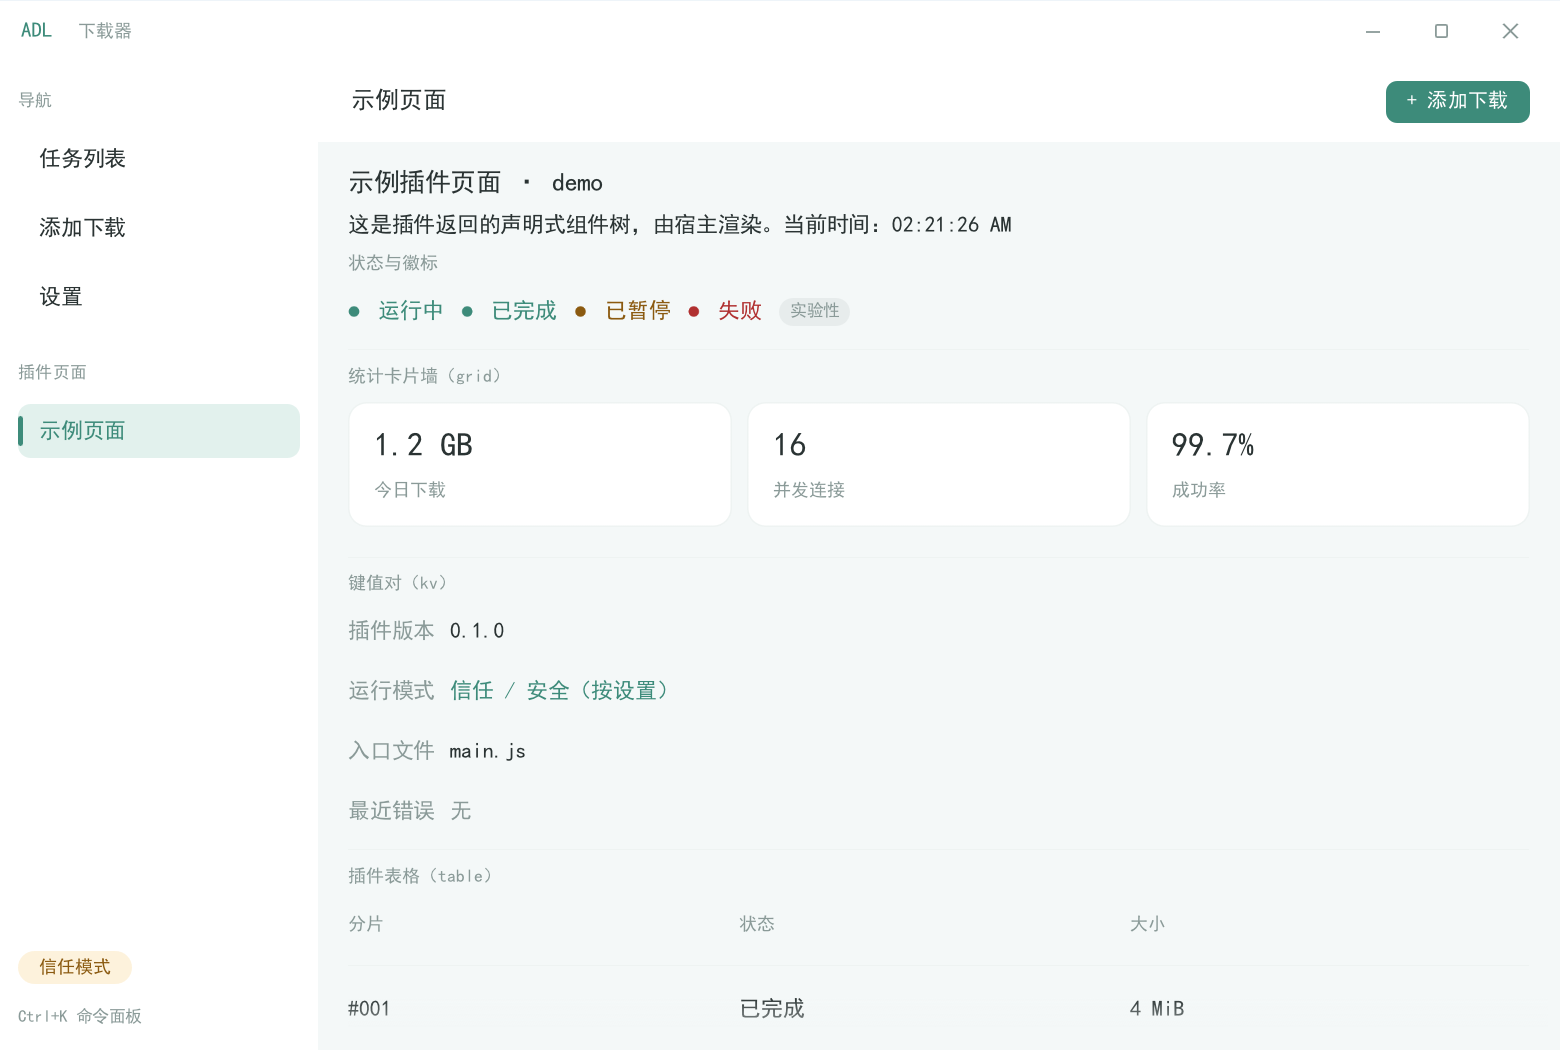 ADL 下载器
导航
任务列表
添加下载
设置
插件页面
示例页面
信任模式
Ctrl+K 命令面板
示例页面
+ 添加下载
示例插件页面 · demo
这是插件返回的声明式组件树，由宿主渲染。当前时间：02:21:26 AM
状态与徽标
运行中 已完成 已暂停 失败 实验性
统计卡片墙（grid）
1.2 GB
今日下载
16
并发连接
99.7%
成功率
键值对（kv）
插件版本 0.1.0
运行模式 信任 / 安全（按设置）
入口文件 main.js
最近错误 无
插件表格（table）
分片 状态 大小
#001 已完成 4 MiB